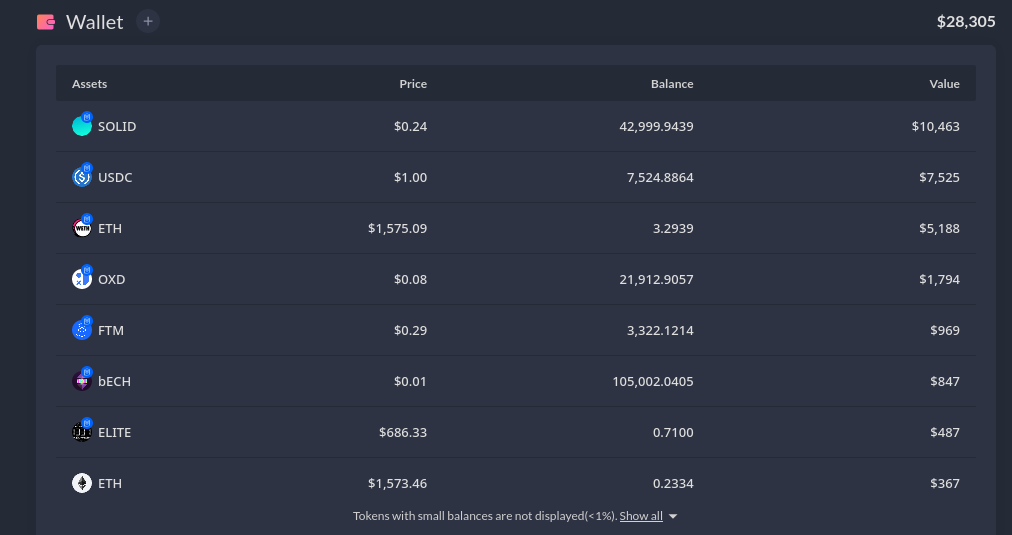 Wallet +
$28,305
Assets Price Balance Value
SOLID $0.24 42,999.9439 $10,463
USDC $1.00 7,524.8864 $7,525
ETH $1,575.09 3.2939 $5,188
OXD $0.08 21,912.9057 $1,794
FTM $0.29 3,322.1214 $969
bECH $0.01 105,002.0405 $847
ELITE $686.33 0.7100 $487
ETH $1,573.46 0.2334 $367
Tokens with small balances are not displayed(<1%). Show all